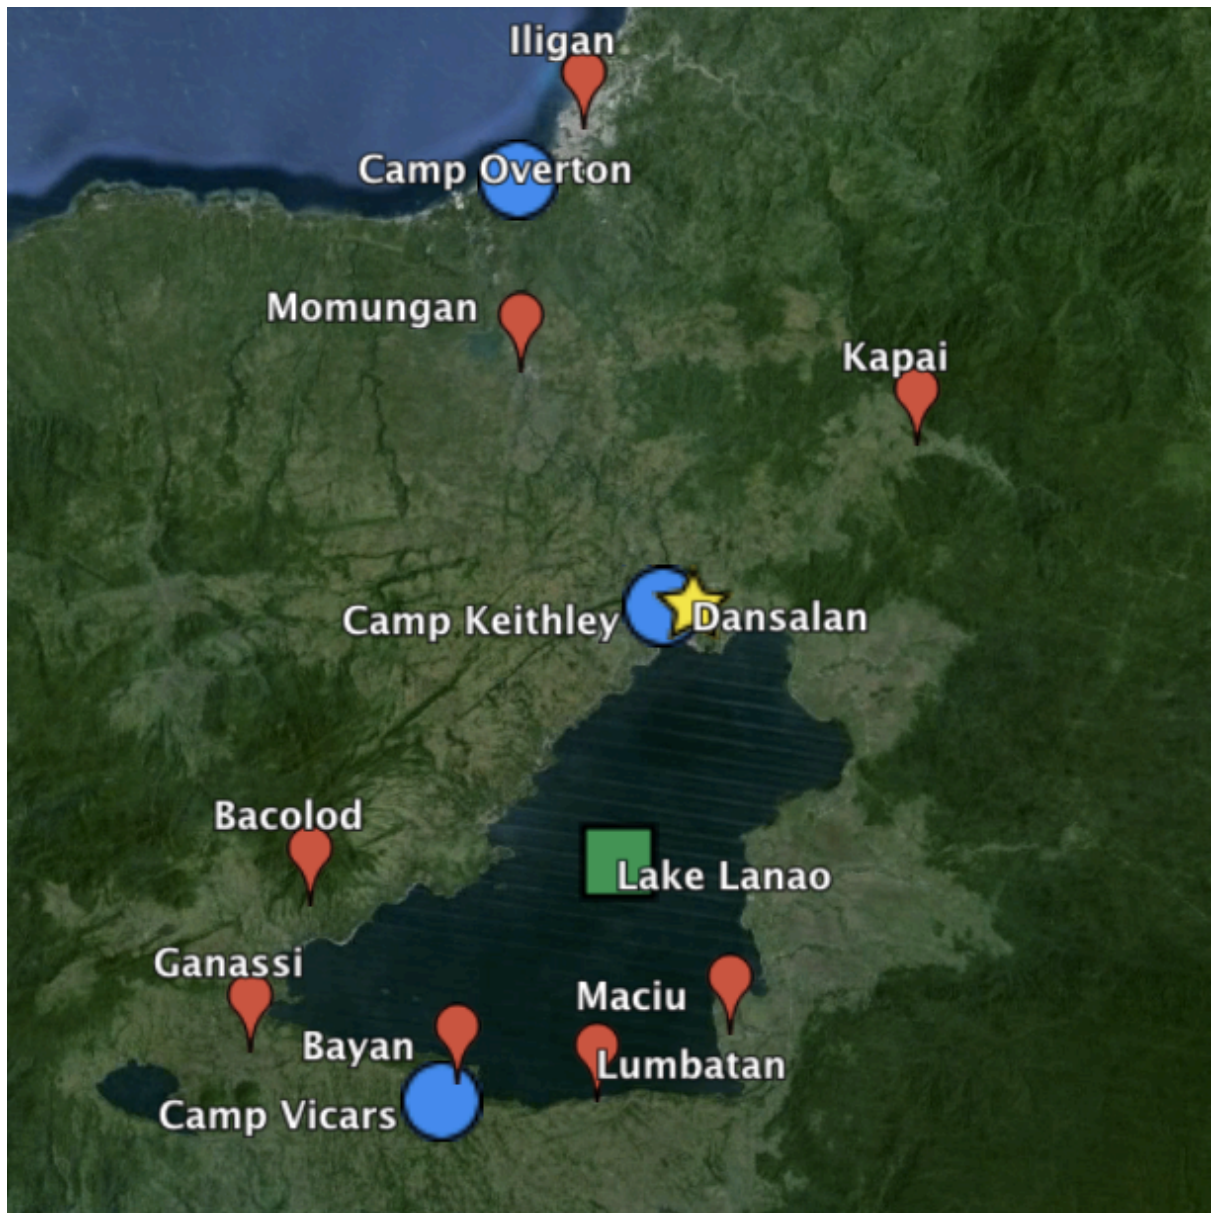 Iligan
Camp Overton
Momungan
Kapai
Camp Keithley
Dansalan
Bacolod
Lake Lanao
Ganassi
Maciu
Bayan
Lumbatan
Camp Vicars